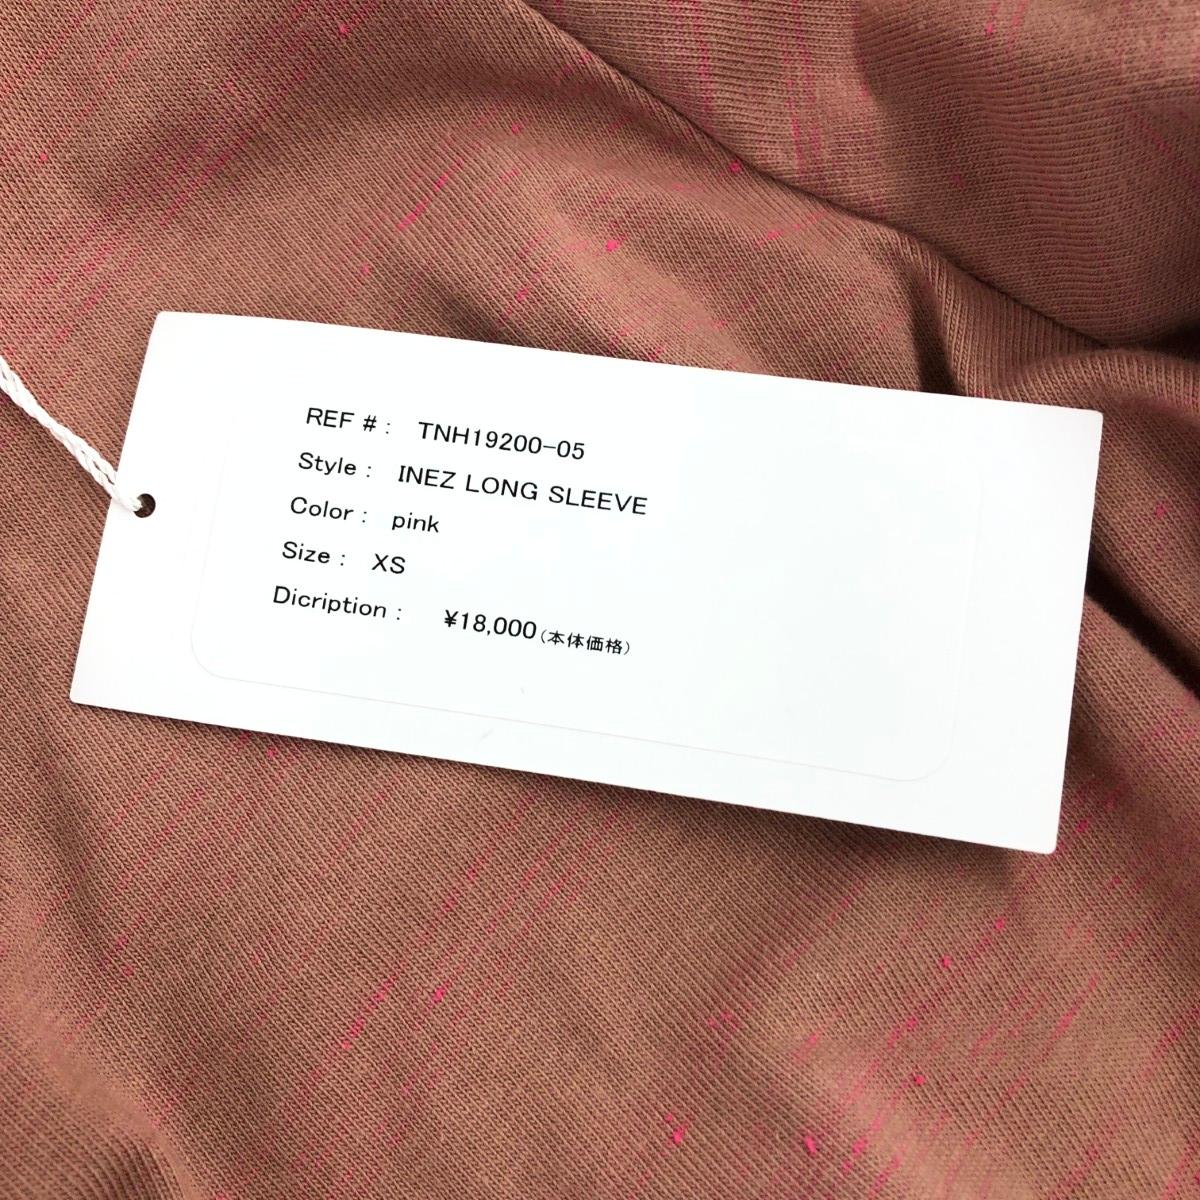 REF #： TNH19200-05
Style： INEZ LONG SLEEVE
Color： pink
Size： XS
Dicription： ¥18,000（本体価格）